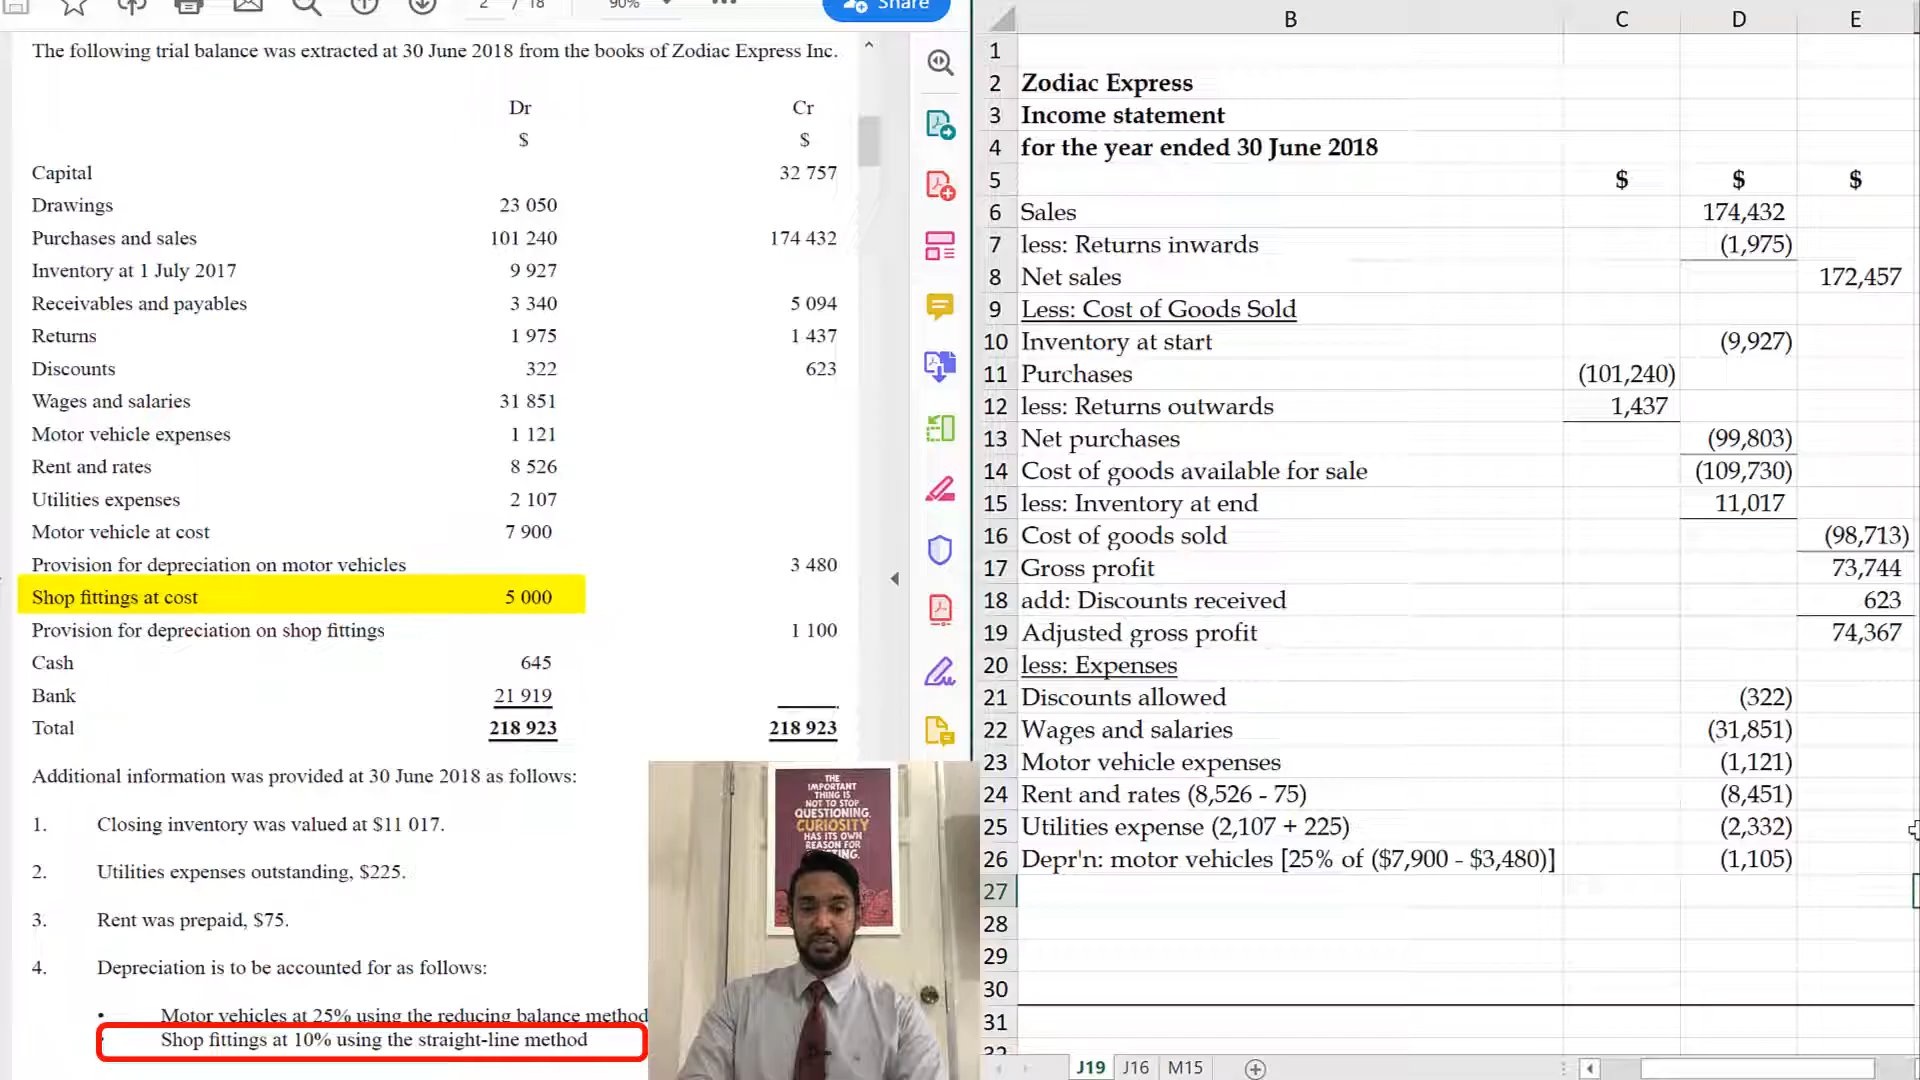 2 / 18
90%
Share
The following trial balance was extracted at 30 June 2018 from the books of Zodiac Express Inc.
Dr Cr
$ $
Capital 32 757
Drawings 23 050
Purchases and sales 101 240 174 432
Inventory at 1 July 2017 9 927
Receivables and payables 3 340 5 094
Returns 1 975 1 437
Discounts 322 623
Wages and salaries 31 851
Motor vehicle expenses 1 121
Rent and rates 8 526
Utilities expenses 2 107
Motor vehicle at cost 7 900
Provision for depreciation on motor vehicles 3 480
Shop fittings at cost 5 000
Provision for depreciation on shop fittings 1 100
Cash 645
Bank 21 919
Total 218 923 218 923
Additional information was provided at 30 June 2018 as follows:
1. Closing inventory was valued at $11 017.
2. Utilities expenses outstanding, $225.
3. Rent was prepaid, $75.
4. Depreciation is to be accounted for as follows:
• Motor vehicles at 25% using the reducing balance method
Shop fittings at 10% using the straight-line method
THE
IMPORTANT
THING IS
NOT TO STOP
QUESTIONING.
CURIOSITY
HAS ITS OWN
REASON FOR
B C D E
1
2 Zodiac Express
3 Income statement
4 for the year ended 30 June 2018
5 $ $ $
6 Sales 174,432
7 less: Returns inwards (1,975)
8 Net sales 172,457
9 Less: Cost of Goods Sold
10 Inventory at start (9,927)
11 Purchases (101,240)
12 less: Returns outwards 1,437
13 Net purchases (99,803)
14 Cost of goods available for sale (109,730)
15 less: Inventory at end 11,017
16 Cost of goods sold (98,713)
17 Gross profit 73,744
18 add: Discounts received 623
19 Adjusted gross profit 74,367
20 less: Expenses
21 Discounts allowed (322)
22 Wages and salaries (31,851)
23 Motor vehicle expenses (1,121)
24 Rent and rates (8,526 - 75) (8,451)
25 Utilities expense (2,107 + 225) (2,332)
26 Depr'n: motor vehicles [25% of ($7,900 - $3,480)] (1,105)
27
28
29
30
31
32
J19 J16 M15